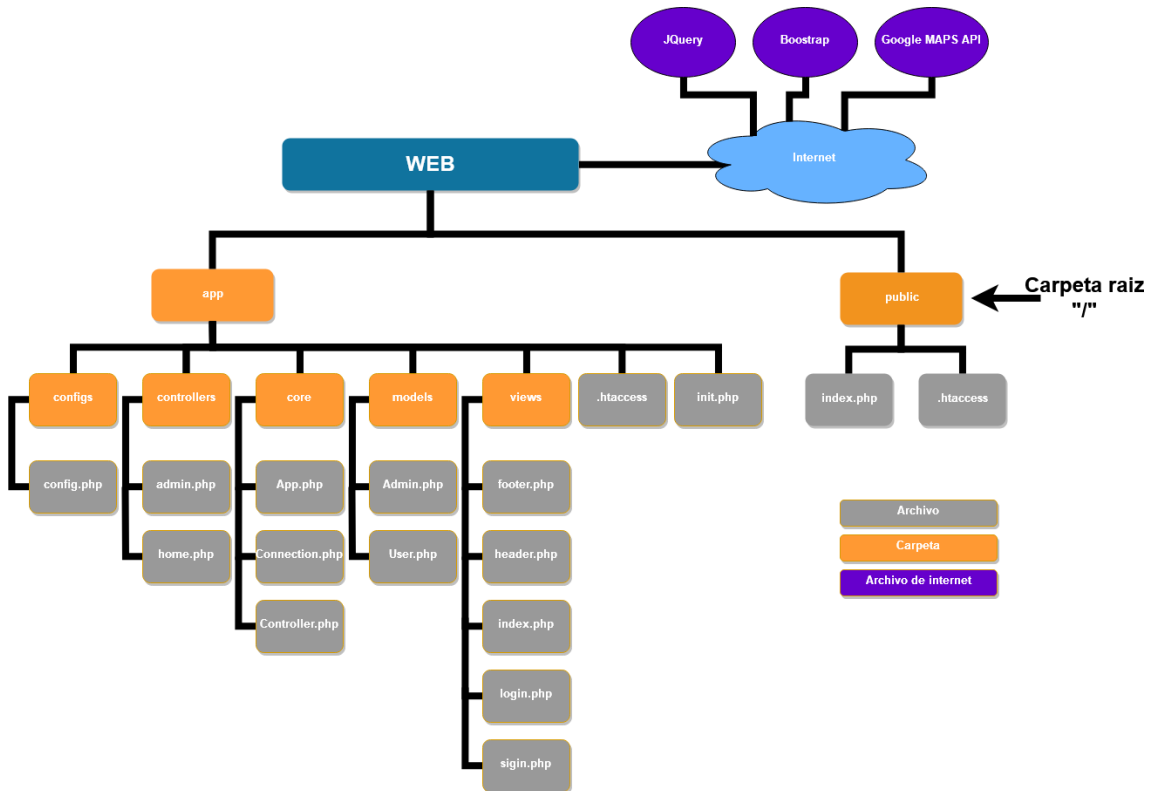 JQuery
Boostrap
Google MAPS API
Internet
WEB
app
public
Carpeta raiz
"/"
configs
controllers
core
models
views
.htaccess
init.php
index.php
.htaccess
config.php
admin.php
App.php
Admin.php
footer.php
home.php
Connection.php
User.php
header.php
Controller.php
index.php
login.php
sigin.php
Archivo
Carpeta
Archivo de internet